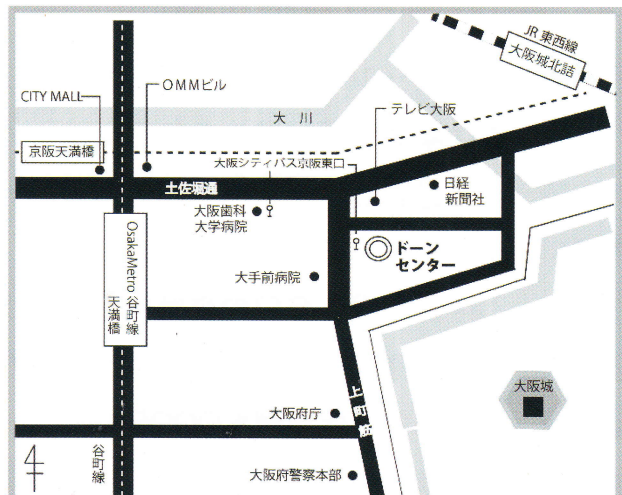 JR 東西線
大阪城北詰
CITY MALL
OMMビル
大 川
テレビ大阪
京阪天満橋
大阪シティバス京阪東口
土佐堀通
日経
新聞社
大阪歯科
大学病院
ドーン
センター
OsakaMetro 谷町線
天満橋
大手前病院
大阪城
上町筋
大阪府庁
谷町線
大阪府警察本部